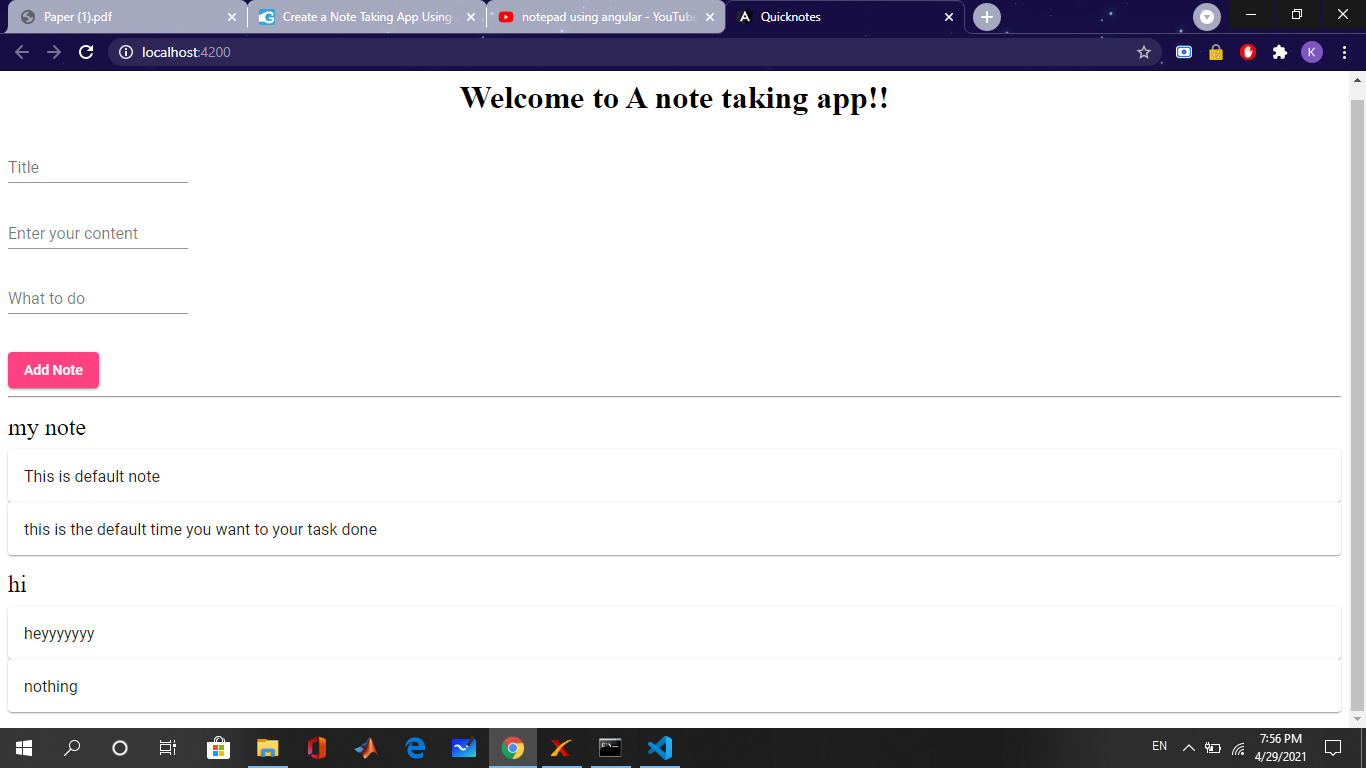 Paper (1).pdf
Create a Note Taking App Using
notepad using angular - YouTube
Quicknotes
localhost:4200
K
Welcome to A note taking app!!
Title
Enter your content
What to do
Add Note
my note
This is default note
this is the default time you want to your task done
hi
heyyyyyyy
nothing
EN
7:56 PM
4/29/2021